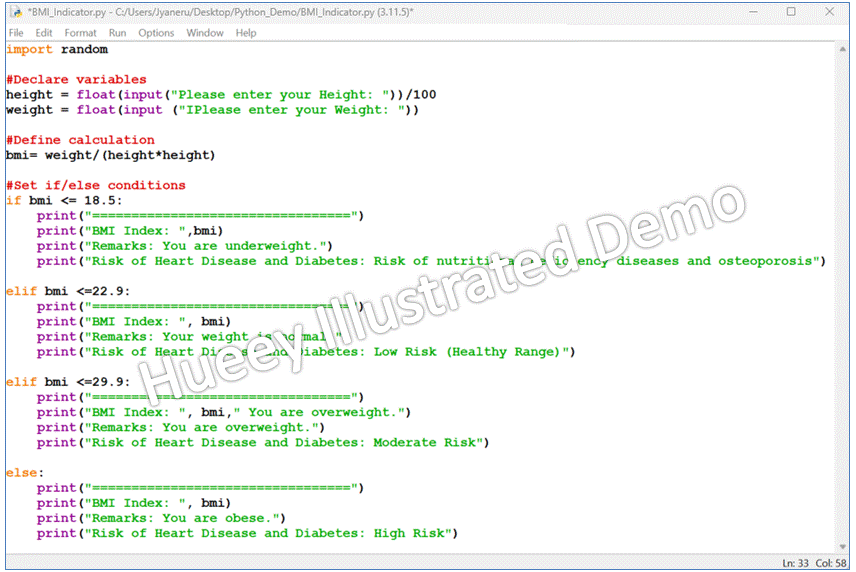 *BMI_Indicator.py - C:/Users/Jyaneru/Desktop/Python_Demo/BMI_Indicator.py (3.11.5)*
File Edit Format Run Options Window Help
import random
#Declare variables
height = float(input("Please enter your Height: "))/100
weight = float(input ("IPlease enter your Weight: "))
#Define calculation
bmi= weight/(height*height)
#Set if/else conditions
if bmi <= 18.5:
    print("=================================")
    print("BMI Index: ",bmi)
    print("Remarks: You are underweight.")
    print("Risk of Heart Disease and Diabetes: Risk of diseases and osteoporosis")
elif bmi <=22.9:
    print("=================================")
    print("BMI Index: ", bmi)
    print("Remarks: Your weight is normal."
    print("Risk of Heart Disease and Diabetes: Low Risk (Healthy Range)")
elif bmi <=29.9:
    print("=================================")
    print("BMI Index: ", bmi," You are overweight.")
    print("Remarks: You are overweight.")
    print("Risk of Heart Disease and Diabetes: Moderate Risk")
else:
    print("=================================")
    print("BMI Index: ", bmi)
    print("Remarks: You are obese.")
    print("Risk of Heart Disease and Diabetes: High Risk")
Hueey Illustrated Demo
Ln: 33 Col: 58